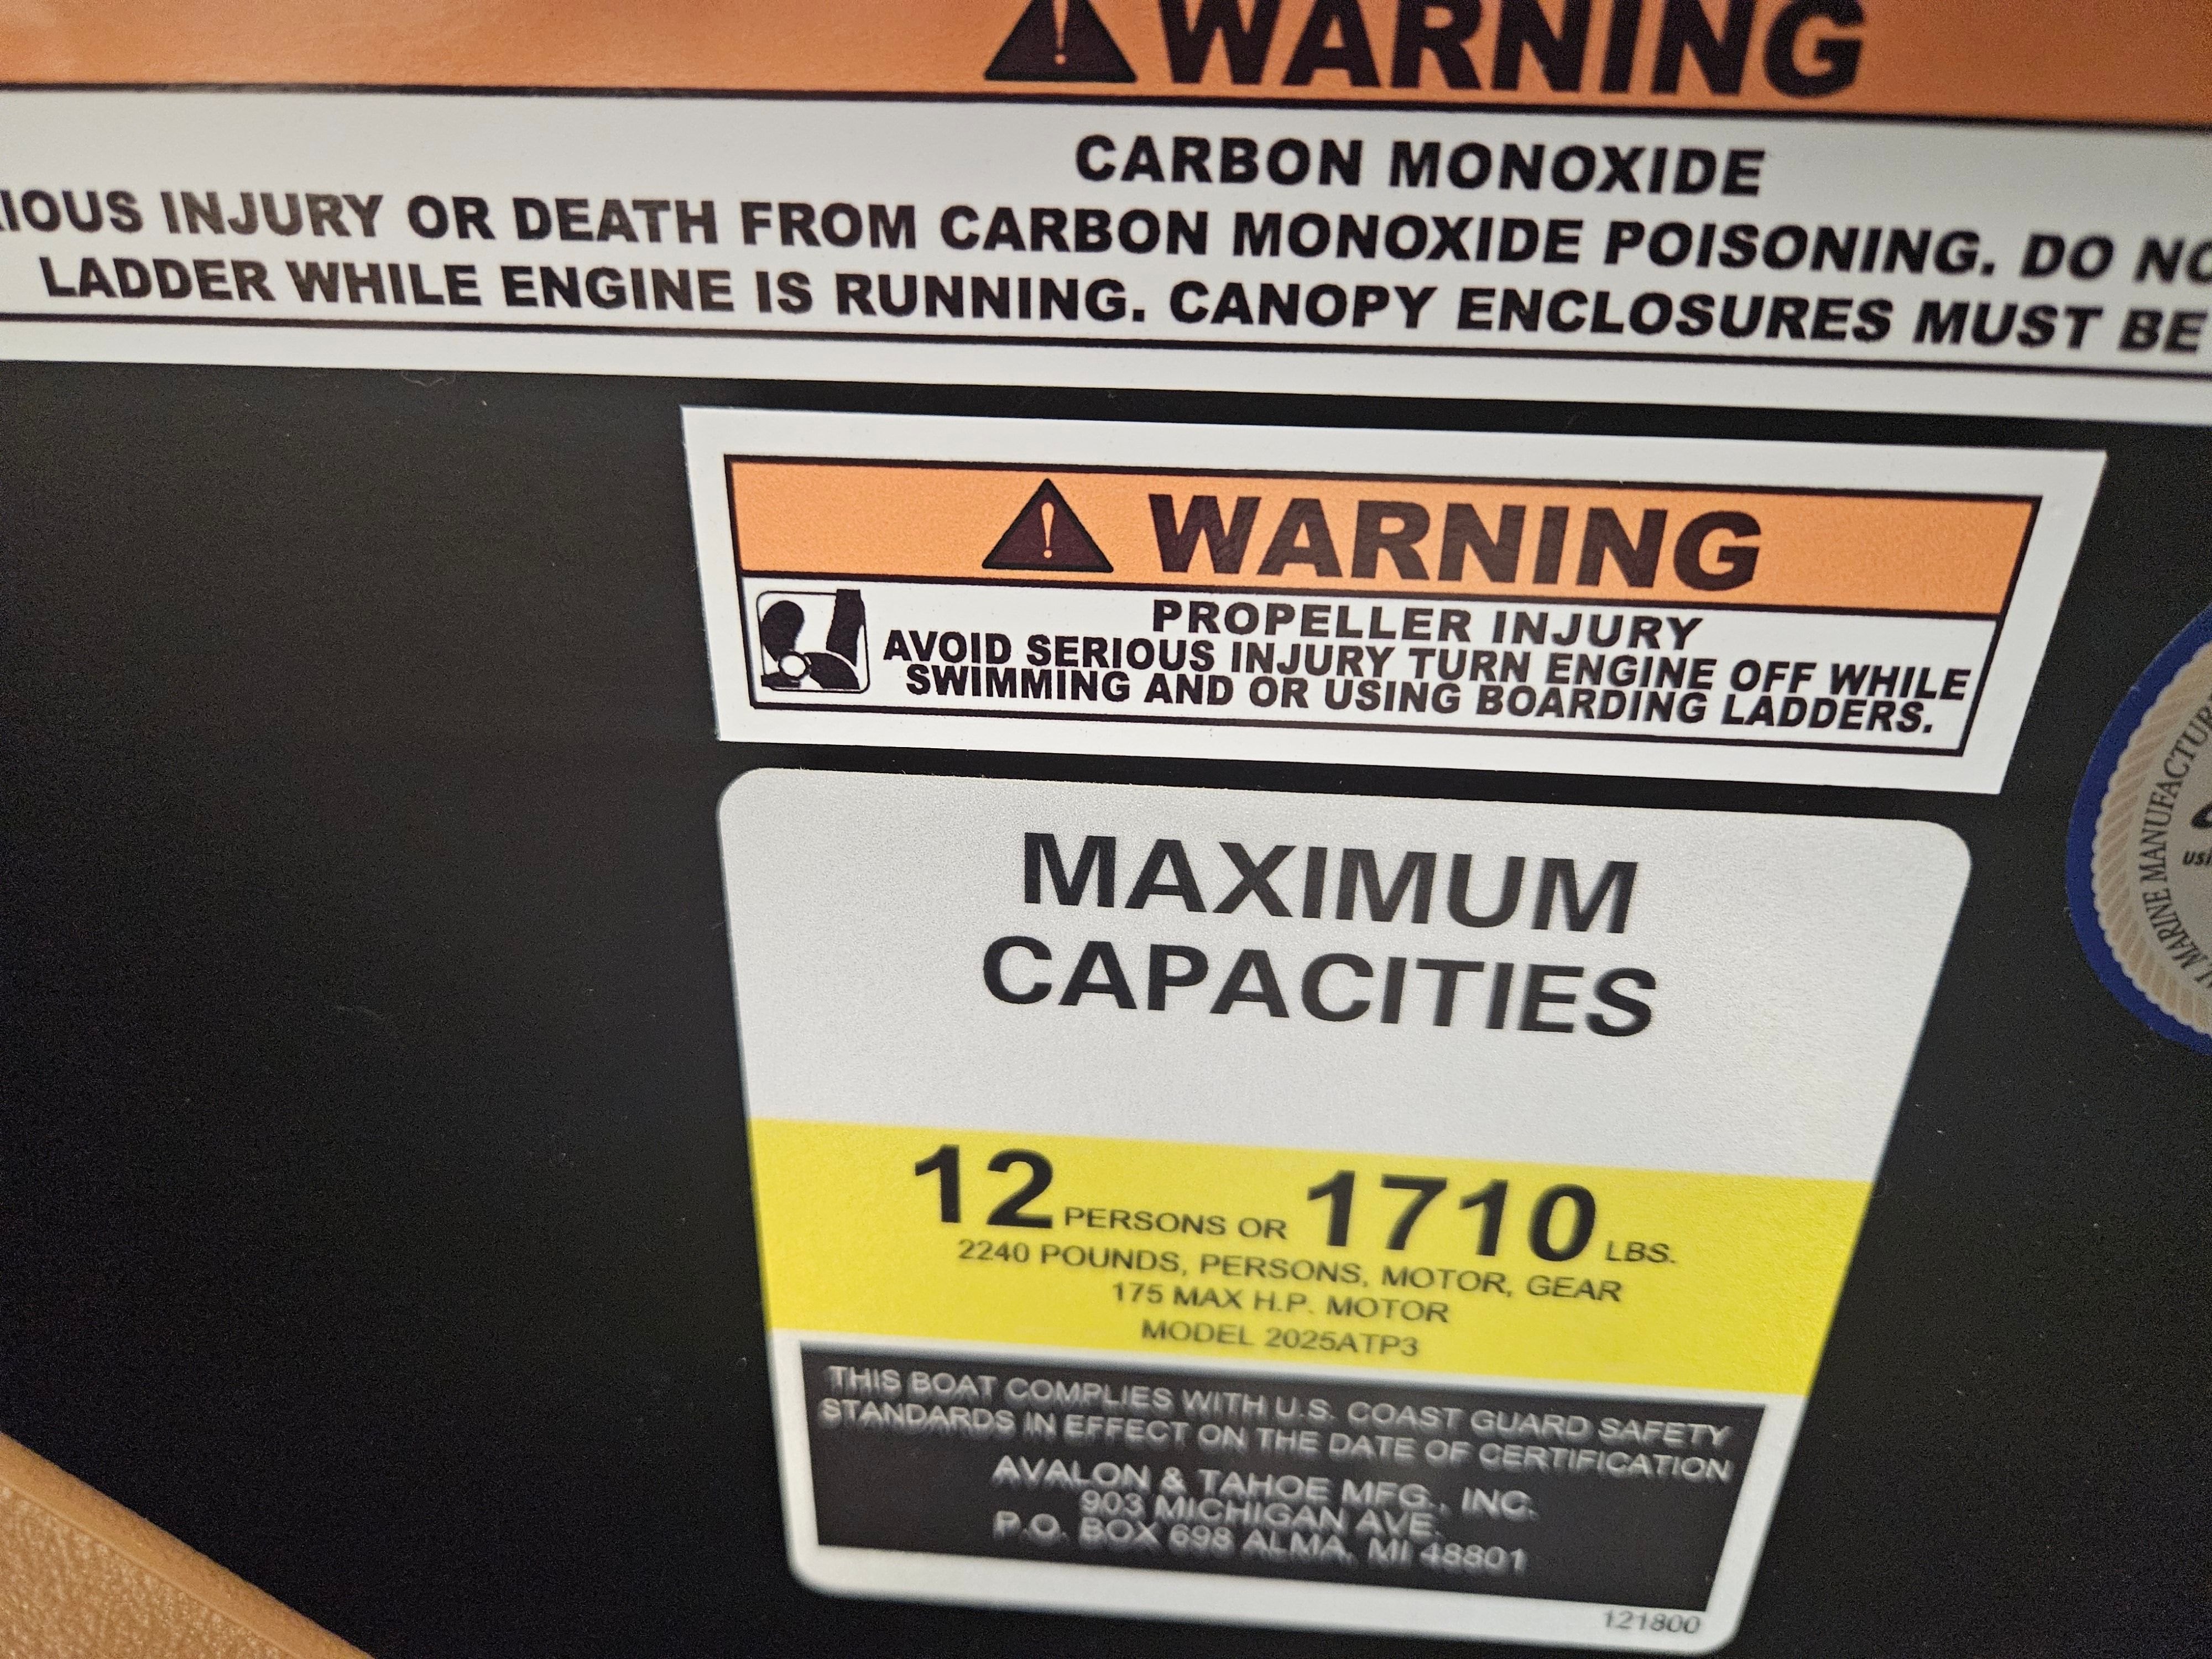 WARNING
CARBON MONOXIDE
INJURY OR DEATH FROM CARBON MONOXIDE POISONING. DO
LADDER WHILE ENGINE IS RUNNING. CANOPY ENCLOSURES MUST BE
WARNING
PROPELLER INJURY
AVOID SERIOUS INJURY TURN ENGINE OFF WHILE
SWIMMING AND OR USING BOARDING LADDERS.
MARINE
MAXIMUM
CAPACITIES
12 PERSONS OR 1710 LBS.
2240 POUNDS, PERSONS, MOTOR, GEAR
175 MAX H.P. MOTOR
MODEL 2025ATP3
THIS BOAT COMPLIES WITH U.S. COAST GUARD SAFETY
STANDARDS IN EFFECT ON THE DATE OF CERTIFICATION
AVALON & TAHOE MFG., INC.
903 MICHIGAN AVE.
P.O. BOX 698 ALMA, MI 48801
121800